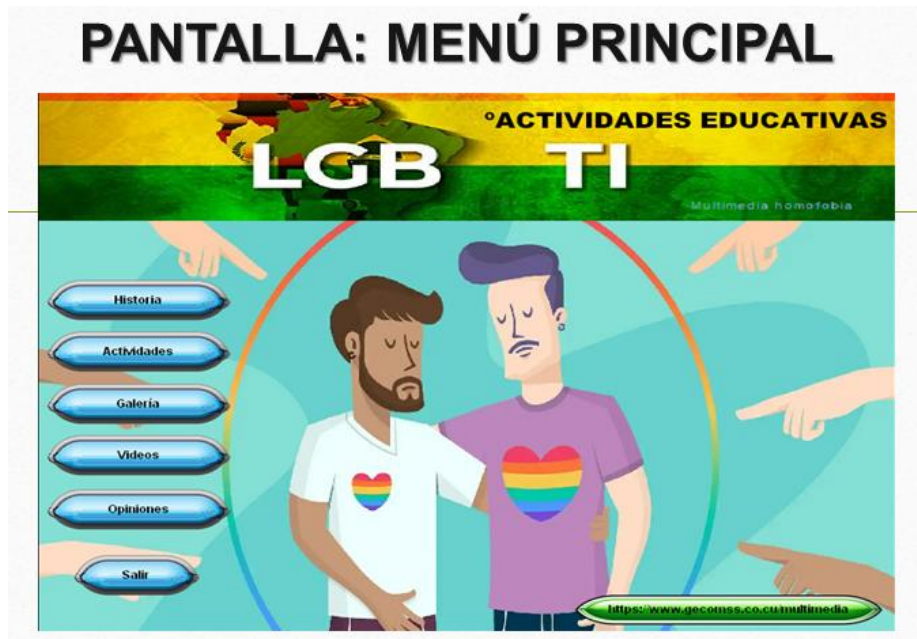 PANTALLA: MENÚ PRINCIPAL
°ACTIVIDADES EDUCATIVAS
LGB TI
Multimedia homofobia
Historia
Actividades
Galería
Videos
Opiniones
Salir
https://www.gecomss.co.cu/multimedia